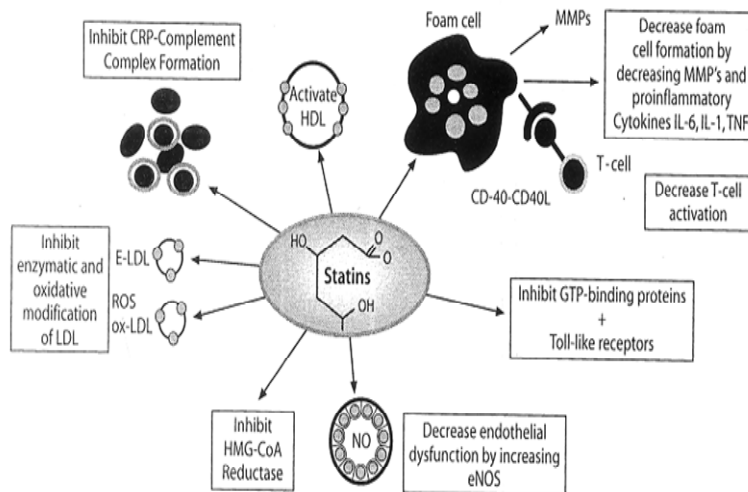 Inhibit CRP-Complement
Complex Formation
Activate
HDL
Foam cell
MMPs
Decrease foam
cell formation by
decreasing MMP's and
proinflammatory
Cytokines IL-6, IL-1, TNF
T-cell
CD-40-CD40L
Decrease T-cell
activation
Inhibit
enzymatic and
oxidative
modification
of LDL
E-LDL
ROS
ox-LDL
HO
O
O
Statins
OH
Inhibit GTP-binding proteins
+
Toll-like receptors
Inhibit
HMG-CoA
Reductase
NO
Decrease endothelial
dysfunction by increasing
eNOS